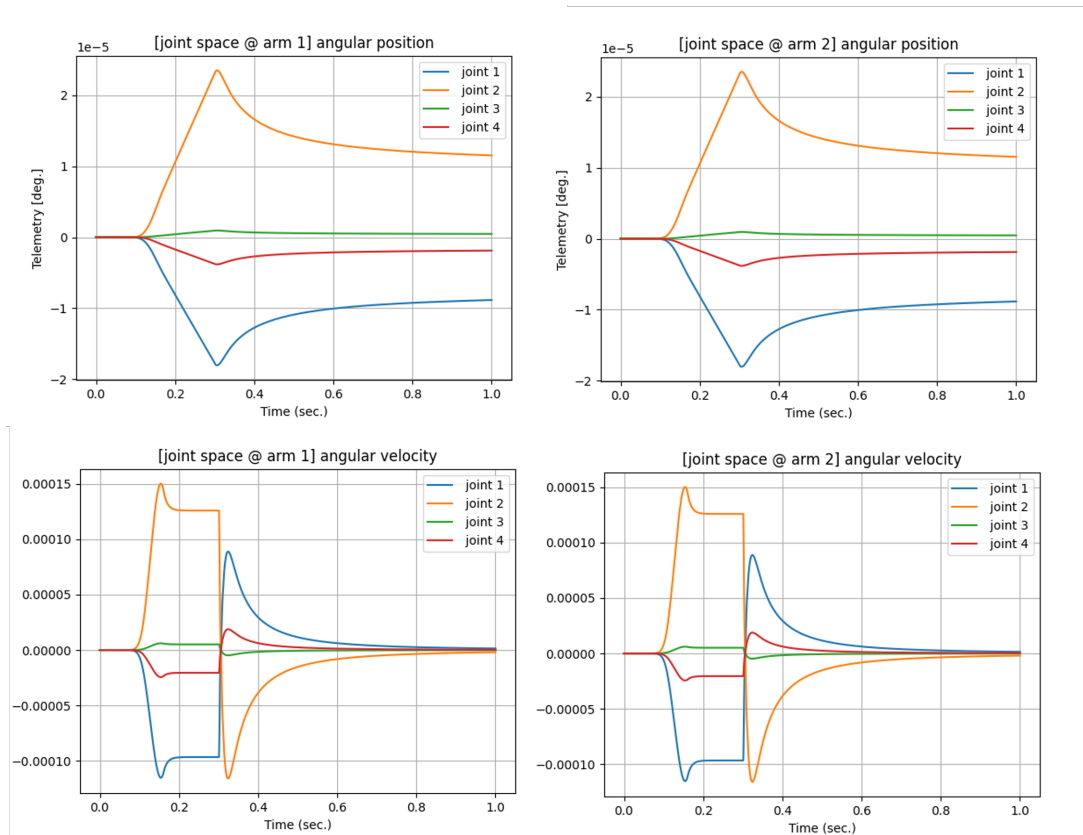 [joint space @ arm 1] angular position
1e−5
Telemetry [deg.]
2
1
0
−1
−2
0.0 0.2 0.4 0.6 0.8 1.0
Time (sec.)
joint 1
joint 2
joint 3
joint 4
[joint space @ arm 2] angular position
1e−5
Telemetry [deg.]
2
1
0
−1
−2
0.0 0.2 0.4 0.6 0.8 1.0
Time (sec.)
joint 1
joint 2
joint 3
joint 4
[joint space @ arm 1] angular velocity
0.00015
0.00010
0.00005
0.00000
−0.00005
−0.00010
0.0 0.2 0.4 0.6 0.8 1.0
Time (sec.)
joint 1
joint 2
joint 3
joint 4
[joint space @ arm 2] angular velocity
0.00015
0.00010
0.00005
0.00000
−0.00005
−0.00010
0.0 0.2 0.4 0.6 0.8 1.0
Time (sec.)
joint 1
joint 2
joint 3
joint 4